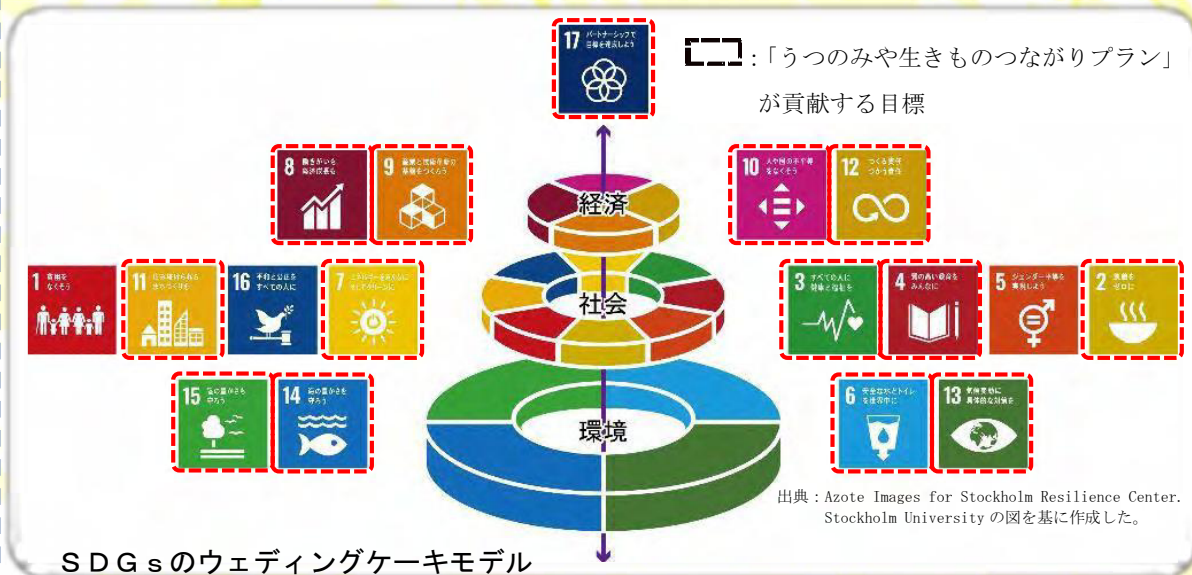 17 パートナーシップで
目標を達成しよう
：「うつのみや生きものつながりプラン」
が貢献する目標
8 働きがいも
経済成長も
9 産業と技術革新の
基盤をつくろう
10 人や国の不平等
をなくそう
12 つくる責任
つかう責任
経済
1 貧困を
なくそう
11 住み続けられる
まちづくりを
16 平和と公正を
すべての人に
7 エネルギーをみんなに
そしてクリーンに
社会
3 すべての人に
健康と福祉を
4 質の高い教育を
みんなに
5 ジェンダー平等を
実現しよう
2 飢餓を
ゼロに
15 陸の豊かさも
守ろう
14 海の豊かさを
守ろう
環境
6 安全な水とトイレ
を世界中に
13 気候変動に
具体的な対策を
出典：Azote Images for Stockholm Resilience Center.
Stockholm University の図を基に作成した。
ＳＤＧｓのウェディングケーキモデル